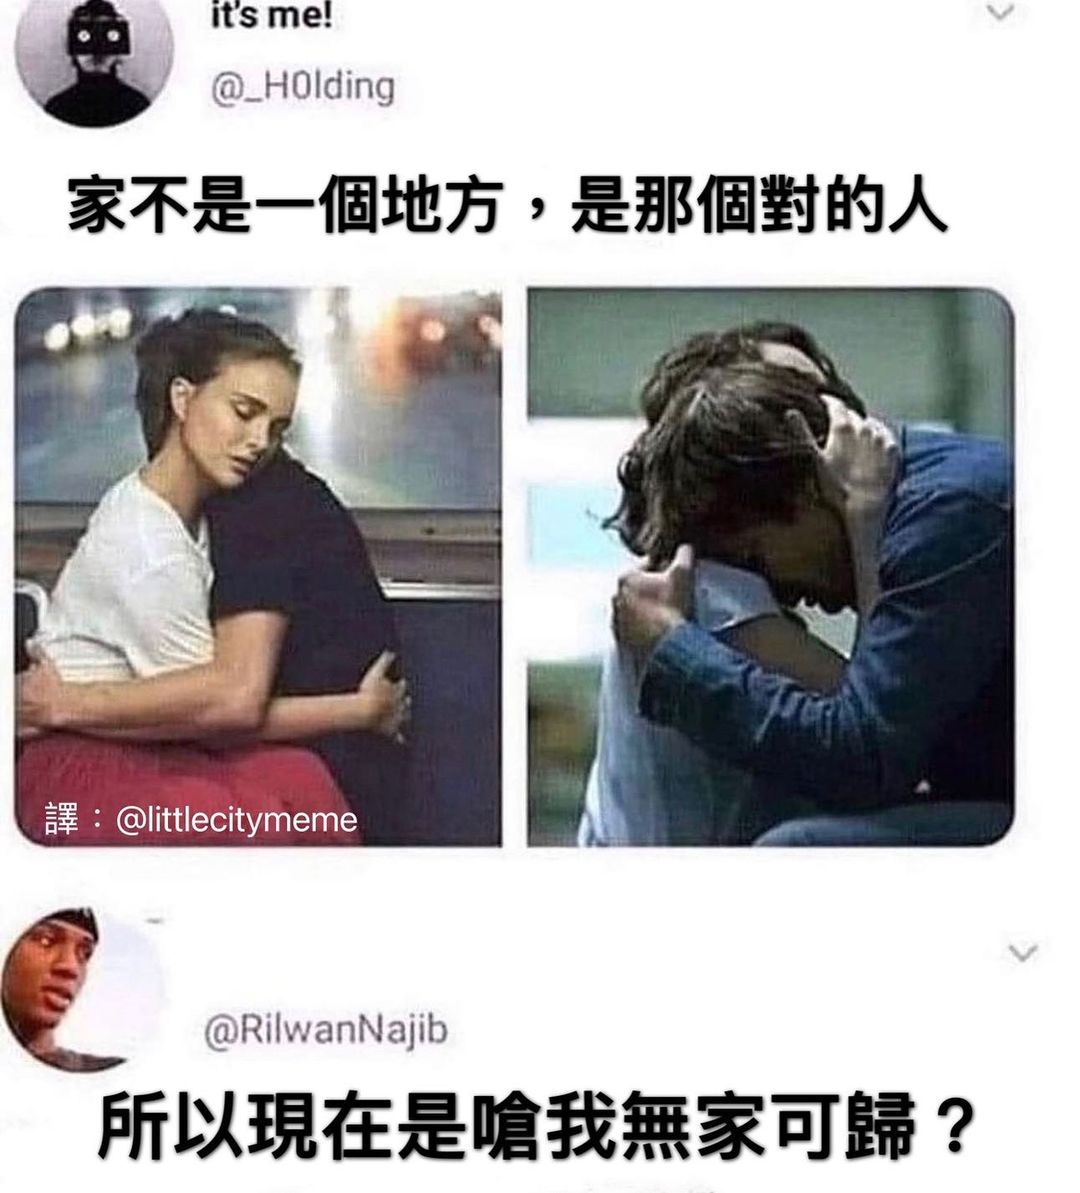 it's me!
@_H0lding
家不是一個地方，是那個對的人
譯：@littlecitymeme
@RilwanNajib
所以現在是嗆我無家可歸？